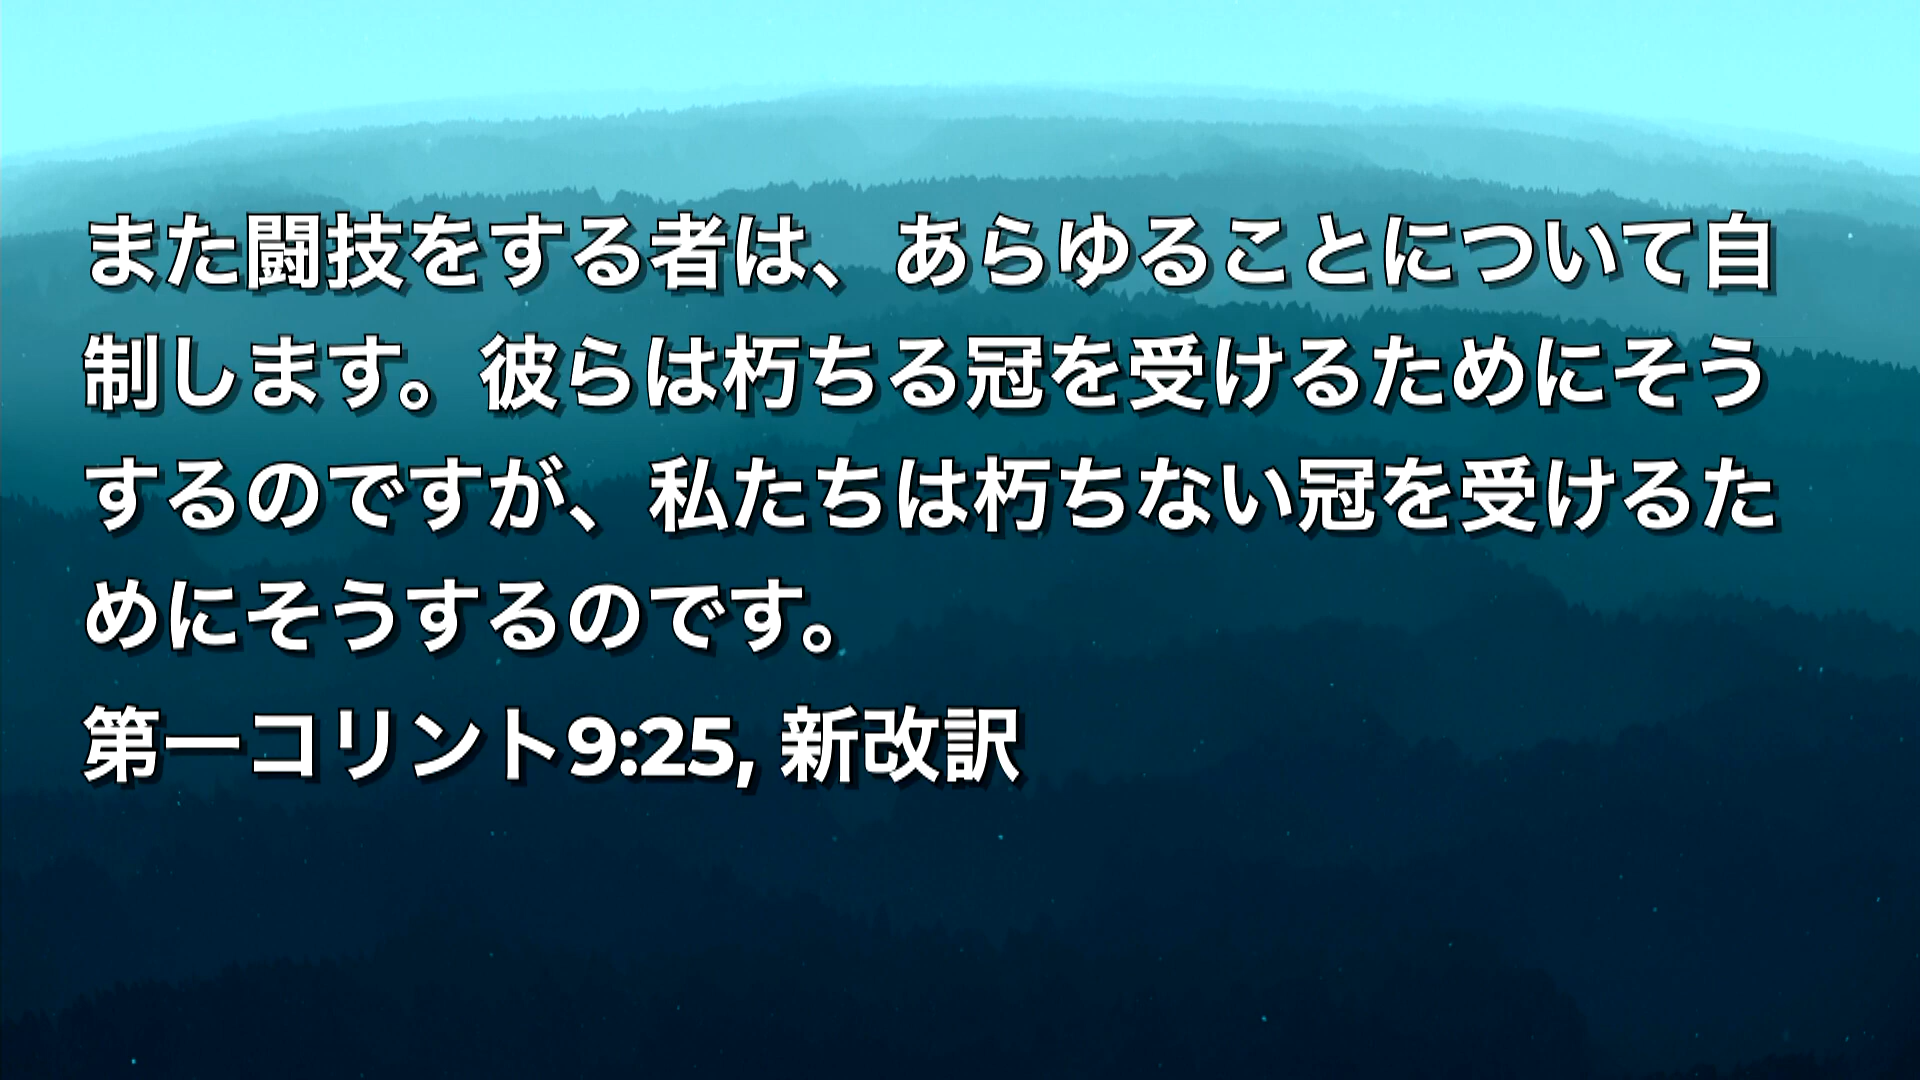 また闘技をする者は、あらゆることについて自
制します。彼らは朽ちる冠を受けるためにそう
するのですが、私たちは朽ちない冠を受けるた
めにそうするのです。
第一コリント9:25, 新改訳